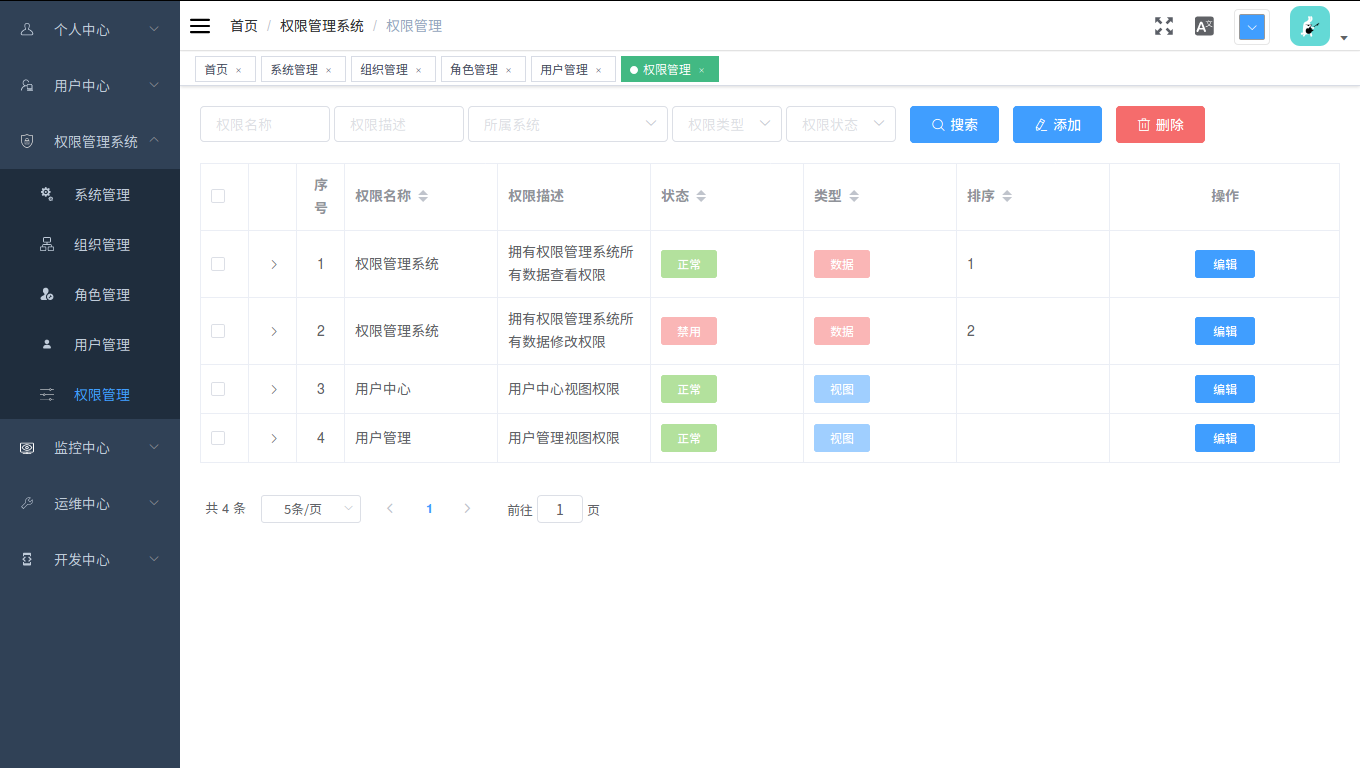 个人中心
用户中心
权限管理系统
系统管理
组织管理
角色管理
用户管理
权限管理
监控中心
运维中心
开发中心
首页 / 权限管理系统 / 权限管理
首页 × 系统管理 × 组织管理 × 角色管理 × 用户管理 × 权限管理 ×
权限名称 权限描述 所属系统 权限类型 权限状态 搜索 添加 删除
序号 权限名称 权限描述 状态 类型 排序 操作
1 权限管理系统 拥有权限管理系统所有数据查看权限 正常 数据 1 编辑
2 权限管理系统 拥有权限管理系统所有数据修改权限 禁用 数据 2 编辑
3 用户中心 用户中心视图权限 正常 视图 编辑
4 用户管理 用户管理视图权限 正常 视图 编辑
共 4 条 5条/页 1 前往 1 页